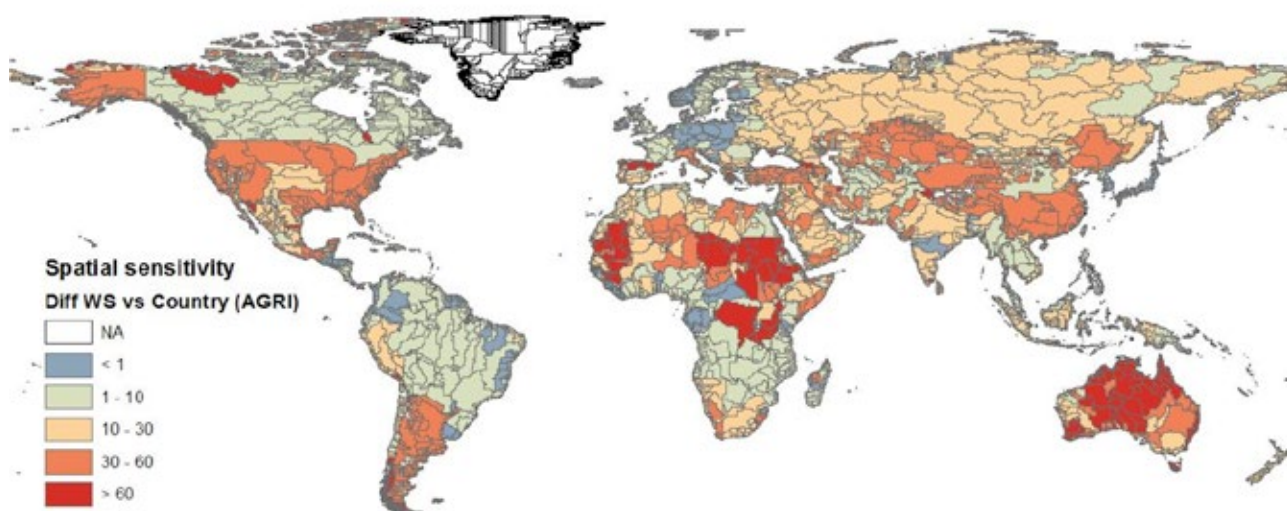 Spatial sensitivity
Diff WS vs Country (AGRI)
NA
< 1
1 - 10
10 - 30
30 - 60
> 60